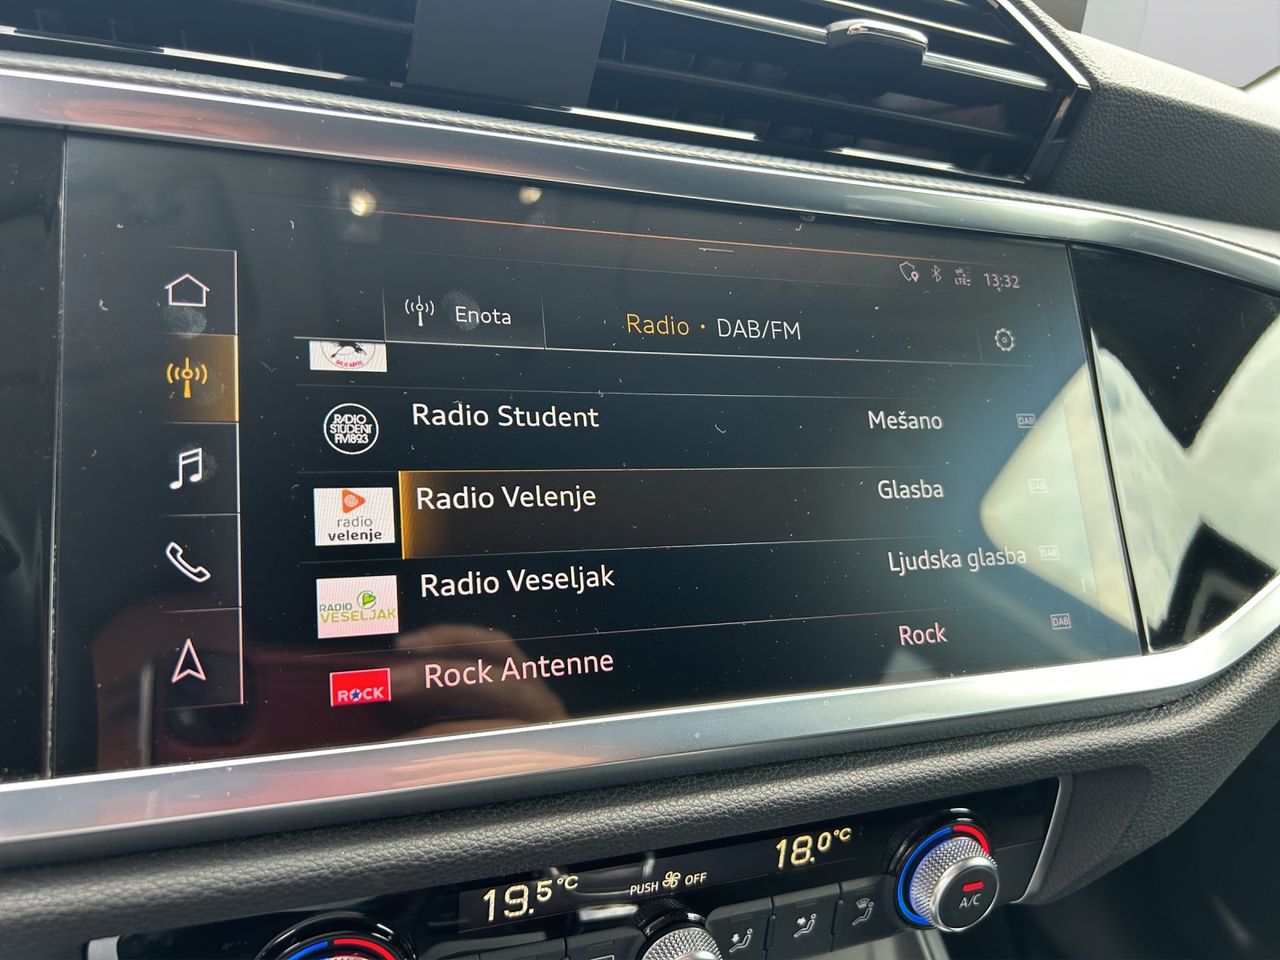 LTE
13:32
Enota
Radio • DAB/FM
RADIO
STUDENT
FM89.3
Radio Student
Mešano
DAB
radio
velenje
Radio Velenje
Glasba
DAB
RADIO
VESELJAK
Radio Veseljak
Ljudska glasba
DAB
ROCK
Rock Antenne
Rock
DAB
19.5°C
PUSH OFF
18.0°C
A/C